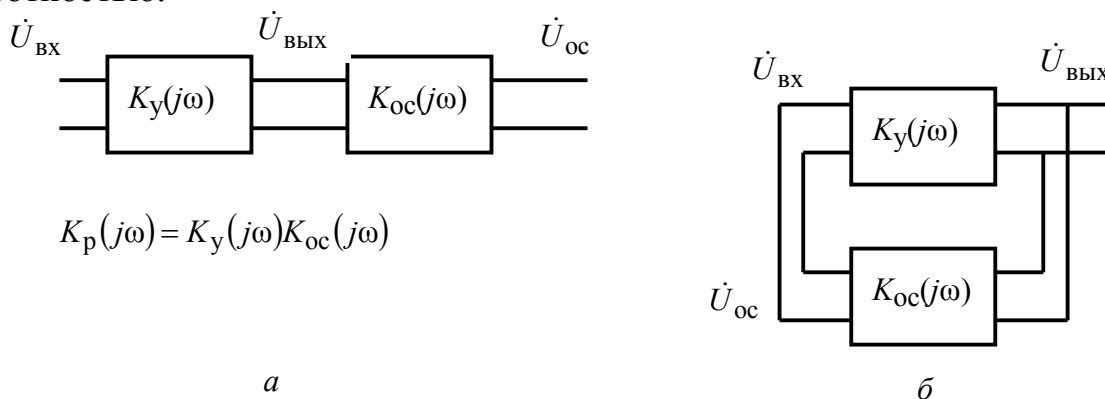 U̇вх U̇вых U̇ос
Kу(jω) Kос(jω)
Kр(jω) = Kу(jω)Kос(jω)
а
U̇вх U̇вых
Kу(jω)
U̇ос Kос(jω)
б